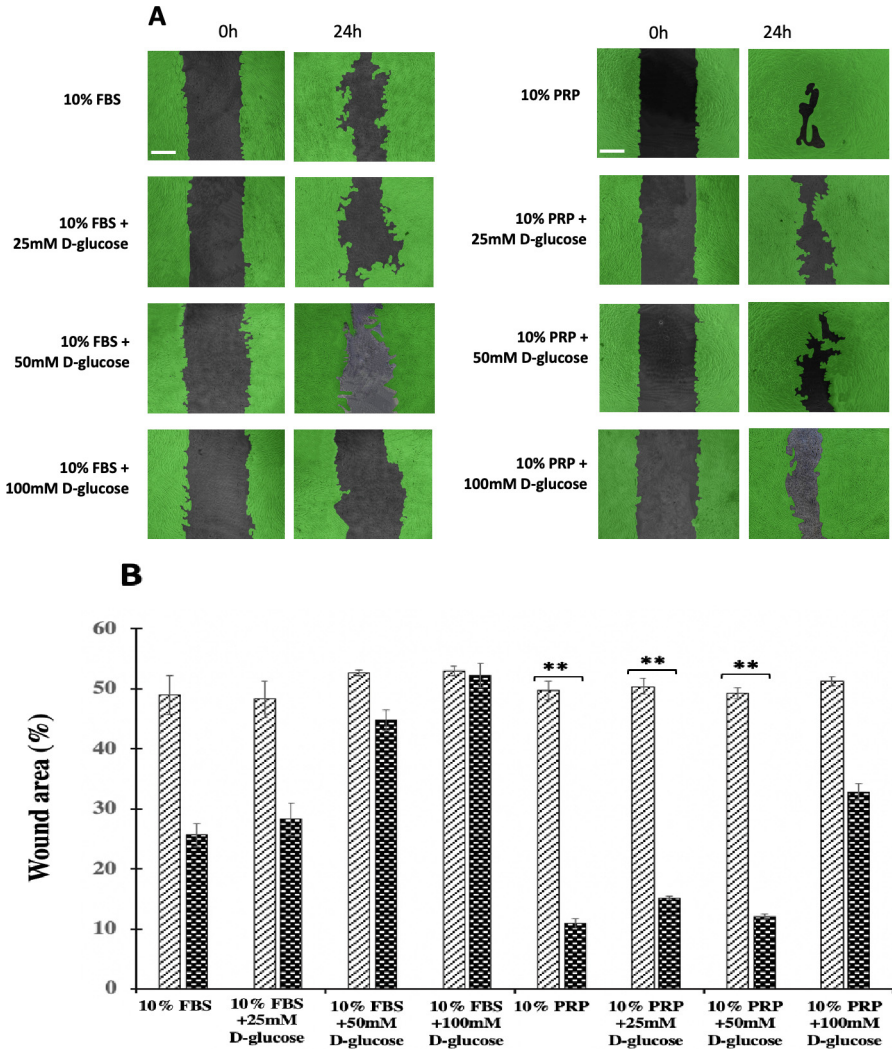 A
0h
24h
0h
24h
10% FBS
10% PRP
10% FBS +
25mM D-glucose
10% PRP +
25mM D-glucose
10% FBS +
50mM D-glucose
10% PRP +
50mM D-glucose
10% FBS +
100mM D-glucose
10% PRP +
100mM D-glucose
B
Wound area (%)
60
50
40
30
20
10
0
**
**
**
10% FBS
10% FBS
+25mM
D-glucose
10% FBS
+50mM
D-glucose
10% FBS
+100mM
D-glucose
10% PRP
10% PRP
+25mM
D-glucose
10% PRP
+50mM
D-glucose
10% PRP
+100mM
D-glucose